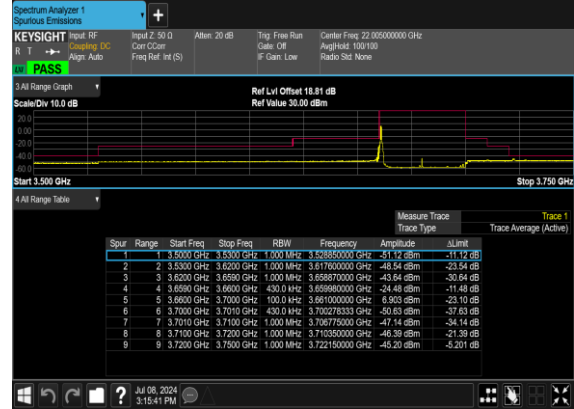 Spectrum Analyzer 1
Spurious Emissions
KEYSIGHT Input: RF Input Z: 50 Ω Atten: 20 dB Trig: Free Run Center Freq: 22.005000000 GHz
R T Coupling: DC Corr CCorr Gate: Off Avg|Hold: 100/100
Align: Auto Freq Ref: Int (S) IF Gain: Low Radio Std: None
PASS
3 All Range Graph Ref Lvl Offset 18.81 dB
Scale/Div 10.0 dB Ref Value 30.00 dBm
20.0
0.00
-20.0
-40.0
-60.0
Start 3.500 GHz Stop 3.750 GHz
4 All Range Table
Measure Trace Trace 1
Trace Type Trace Average (Active)
Spur Range Start Freq Stop Freq RBW Frequency Amplitude ΔLimit
1 1 3.5000 GHz 3.5300 GHz 1.000 MHz 3.528850000 GHz -51.12 dBm -11.12 dB
2 2 3.5300 GHz 3.6200 GHz 1.000 MHz 3.617600000 GHz -48.54 dBm -23.54 dB
3 3 3.6200 GHz 3.6590 GHz 1.000 MHz 3.658870000 GHz -43.64 dBm -30.64 dB
4 4 3.6590 GHz 3.6600 GHz 430.0 kHz 3.659980000 GHz -24.48 dBm -11.48 dB
5 5 3.6600 GHz 3.7000 GHz 100.0 kHz 3.661000000 GHz 6.903 dBm -23.10 dB
6 6 3.7000 GHz 3.7010 GHz 430.0 kHz 3.700278333 GHz -50.63 dBm -37.63 dB
7 7 3.7010 GHz 3.7100 GHz 1.000 MHz 3.706775000 GHz -47.14 dBm -34.14 dB
8 8 3.7100 GHz 3.7200 GHz 1.000 MHz 3.710350000 GHz -46.39 dBm -21.39 dB
9 9 3.7200 GHz 3.7500 GHz 1.000 MHz 3.722150000 GHz -45.20 dBm -5.201 dB
? Jul 08, 2024
3:15:41 PM